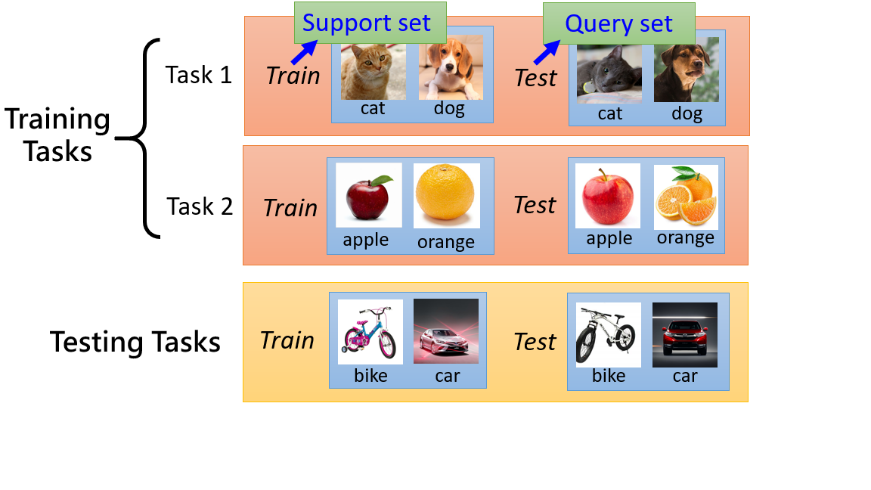 Support set
Query set
Training
Tasks
Task 1
Train
cat
dog
Test
cat
dog
Task 2
Train
apple
orange
Test
apple
orange
Testing Tasks
Train
bike
car
Test
bike
car